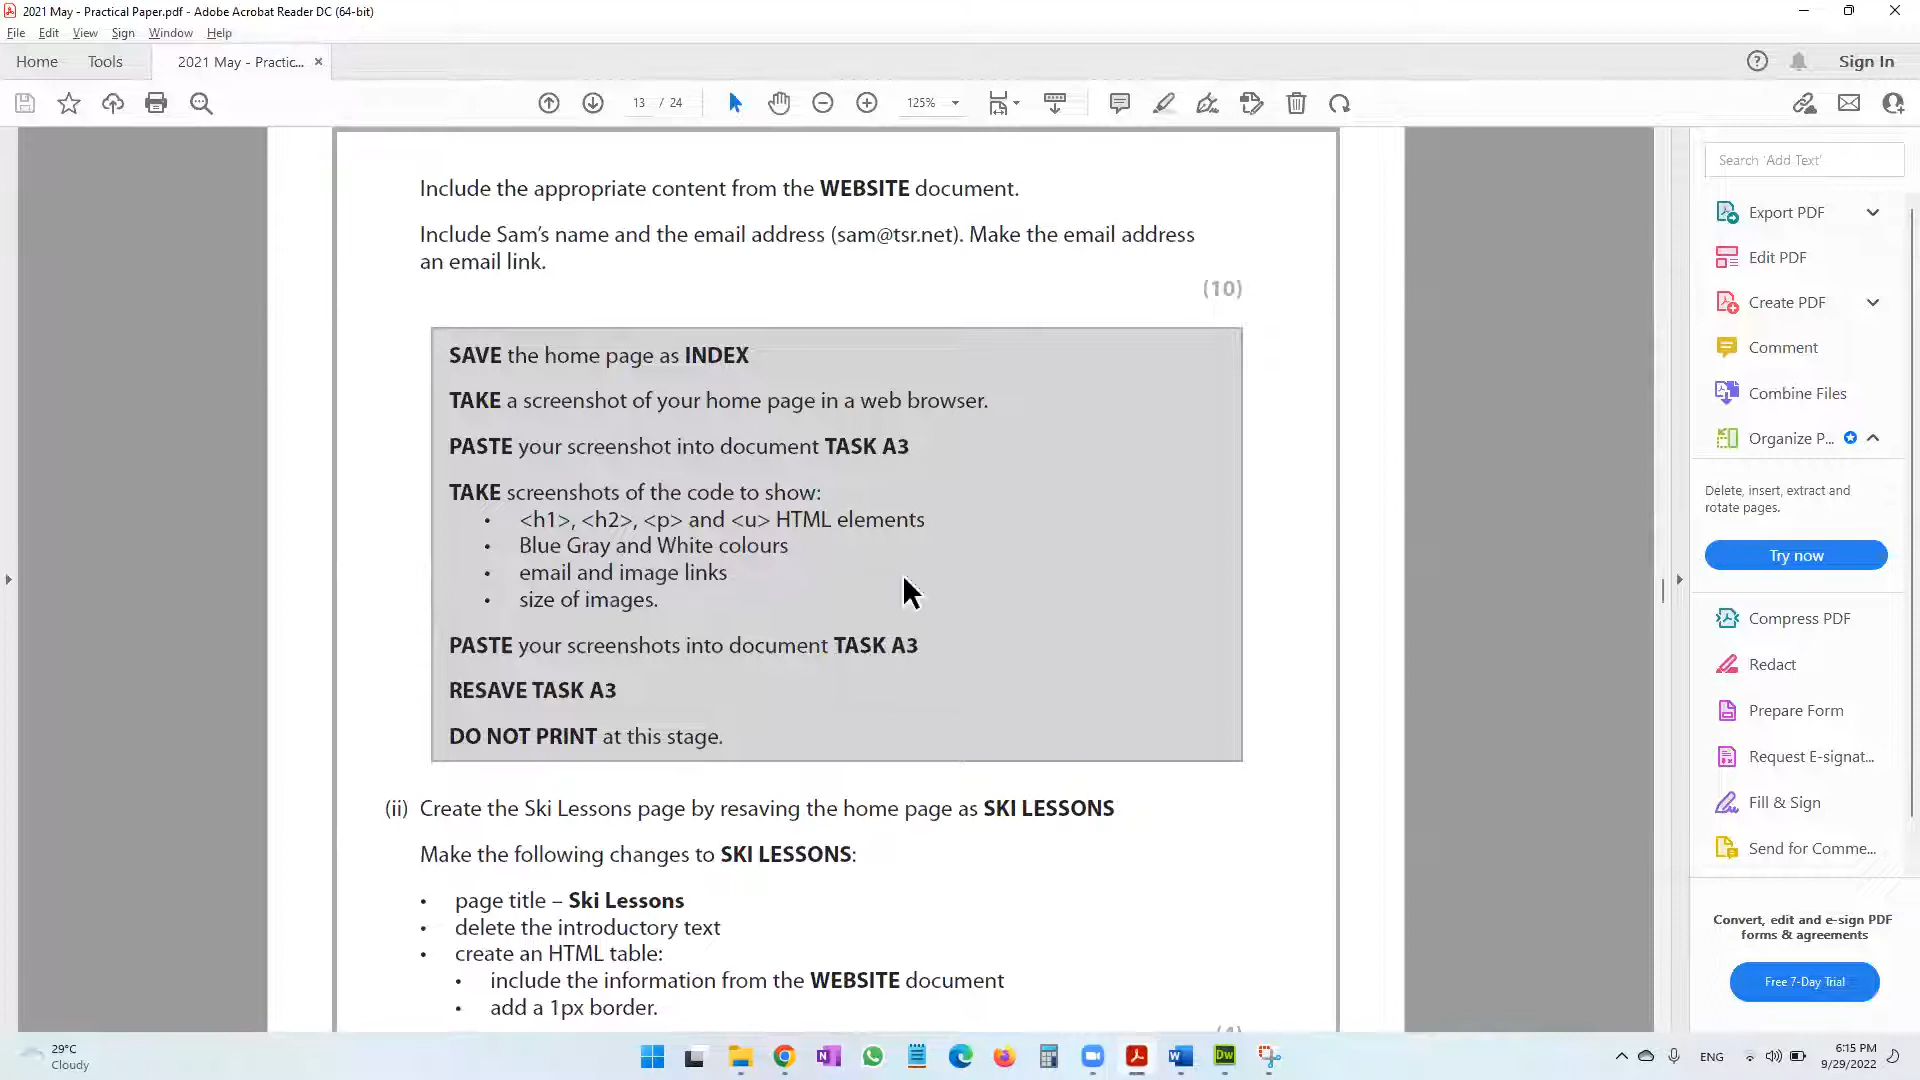 2021 May - Practical Paper.pdf - Adobe Acrobat Reader DC (64-bit)
File Edit View Sign Window Help
Home Tools 2021 May - Practic... Sign In
13 / 24 125%
Include the appropriate content from the WEBSITE document.
Include Sam's name and the email address (sam@tsr.net). Make the email address
an email link.
(10)
SAVE the home page as INDEX
TAKE a screenshot of your home page in a web browser.
PASTE your screenshot into document TASK A3
TAKE screenshots of the code to show:
• <h1>, <h2>, <p> and <u> HTML elements
• Blue Gray and White colours
• email and image links
• size of images.
PASTE your screenshots into document TASK A3
RESAVE TASK A3
DO NOT PRINT at this stage.
(ii) Create the Ski Lessons page by resaving the home page as SKI LESSONS
Make the following changes to SKI LESSONS:
• page title – Ski Lessons
• delete the introductory text
• create an HTML table:
• include the information from the WEBSITE document
• add a 1px border.
(4)
Search 'Add Text'
Export PDF
Edit PDF
Create PDF
Comment
Combine Files
Organize P...
Delete, insert, extract and
rotate pages.
Try now
Compress PDF
Redact
Prepare Form
Request E-signat...
Fill & Sign
Send for Comme...
Convert, edit and e-sign PDF
forms & agreements
Free 7-Day Trial
29°C
Cloudy
ENG
6:15 PM
9/29/2022